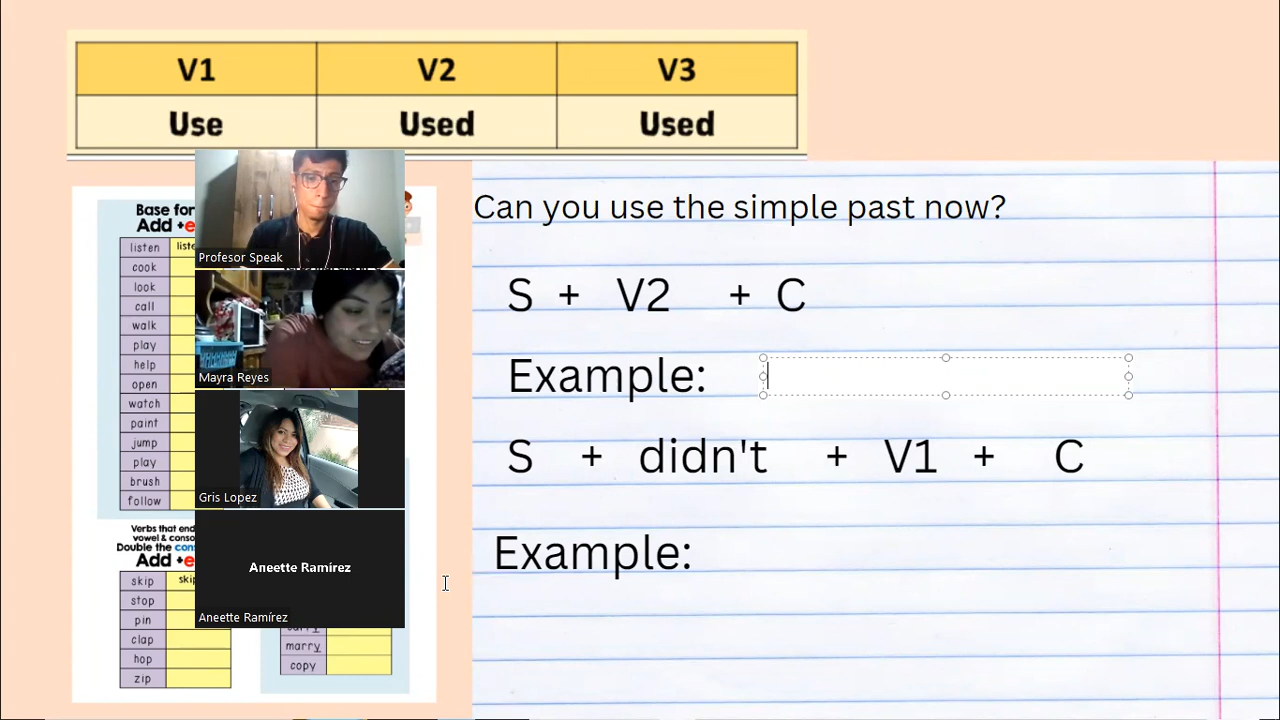 V1 V2 V3
Use Used Used
Can you use the simple past now?
S + V2 + C
Example:
S + didn't + V1 + C
Example:
Base for
Add +e
listen liste
cook
look
call
walk
play
help
open
watch
paint
jump
play
brush
follow
Verbs that end
vowel & conso
Double the con
Add +e
skip skip
stop
pin
clap
hop
zip
marry
copy
Profesor Speak
Mayra Reyes
Gris Lopez
Aneette Ramírez
Aneette Ramírez